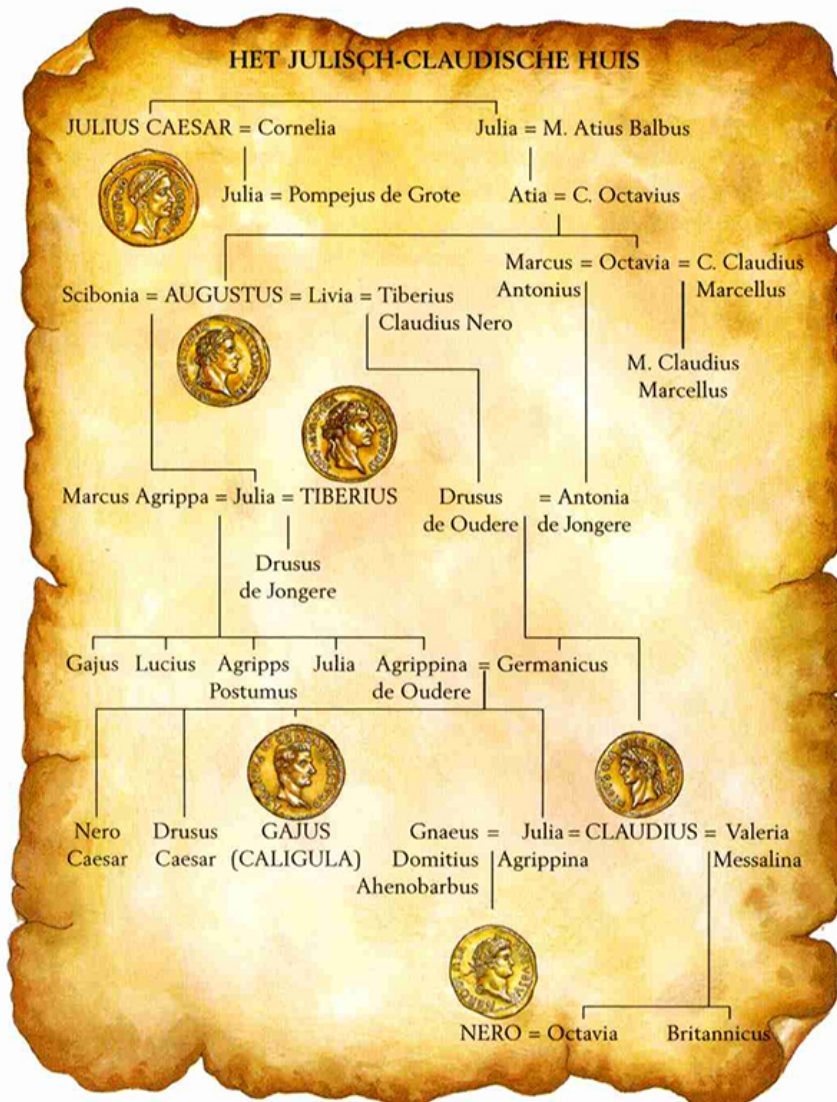 HET JULISCH-CLAUDISCHE HUIS
JULIUS CAESAR = Cornelia
Julia = M. Atius Balbus
Julia = Pompejus de Grote
Atia = C. Octavius
Marcus = Octavia = C. Claudius
Antonius
Marcellus
Scibonia = AUGUSTUS = Livia = Tiberius
Claudius Nero
M. Claudius
Marcellus
Marcus Agrippa = Julia = TIBERIUS
Drusus = Antonia
de Oudere de Jongere
Drusus
de Jongere
Gajus Lucius Agripps Julia Agrippina = Germanicus
Postumus de Oudere
Nero Drusus GAJUS
Caesar Caesar (CALIGULA)
Gnaeus = Julia = CLAUDIUS = Valeria
Domitius Agrippina Messalina
Ahenobarbus
NERO = Octavia Britannicus